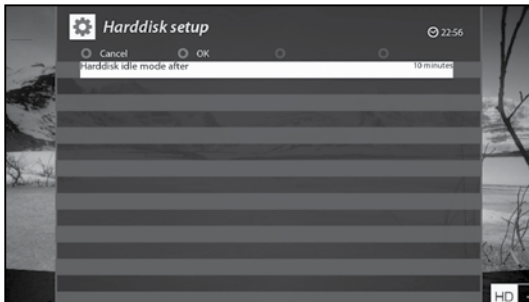 Harddisk setup
22:56
Cancel OK
Harddisk idle mode after 10 minutes
HD